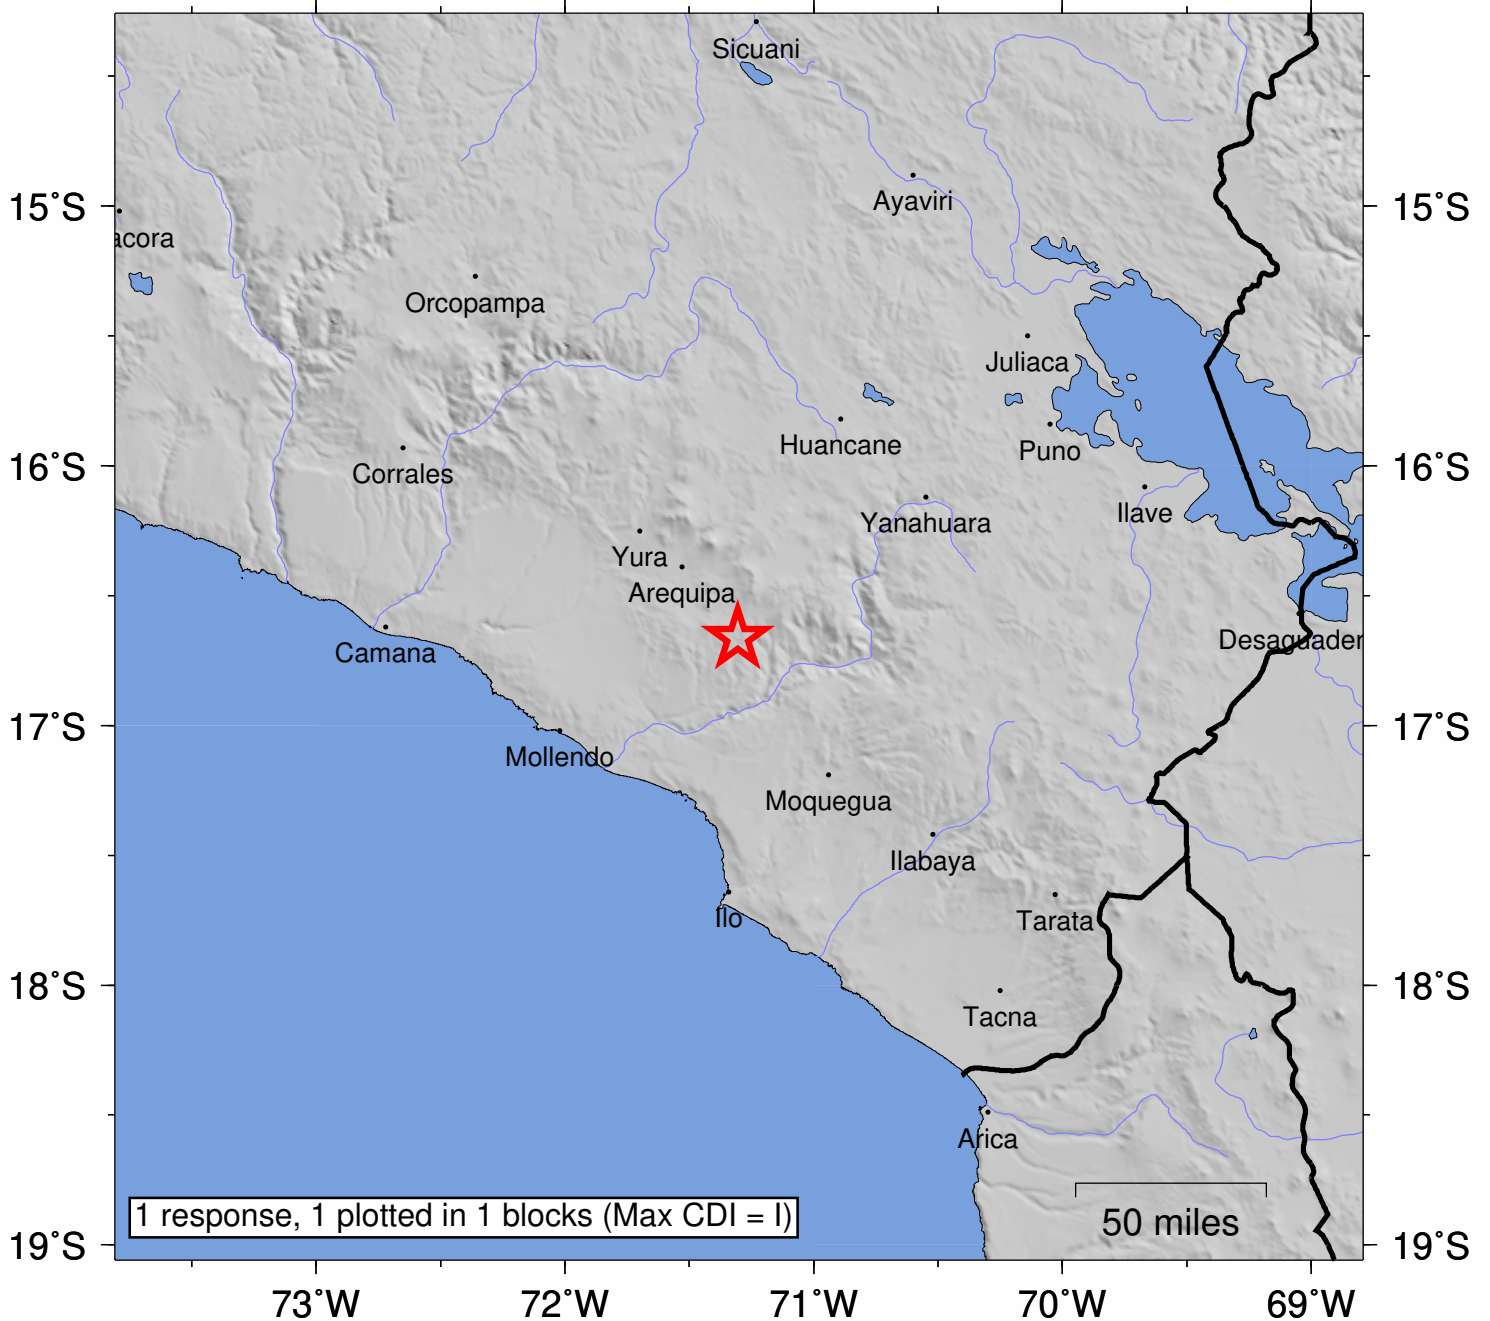 Sicuani
15°S
15°S
Ayaviri
acora
Orcopampa
Juliaca
Huancane
Puno
16°S
16°S
Corrales
Ilave
Yanahuara
Yura
Arequipa
Camana
Desaguader
17°S
17°S
Mollendo
Moquegua
Ilabaya
Ilo
Tarata
18°S
18°S
Tacna
Arica
1 response, 1 plotted in 1 blocks (Max CDI = I)
50 miles
19°S
19°S
73°W
72°W
71°W
70°W
69°W